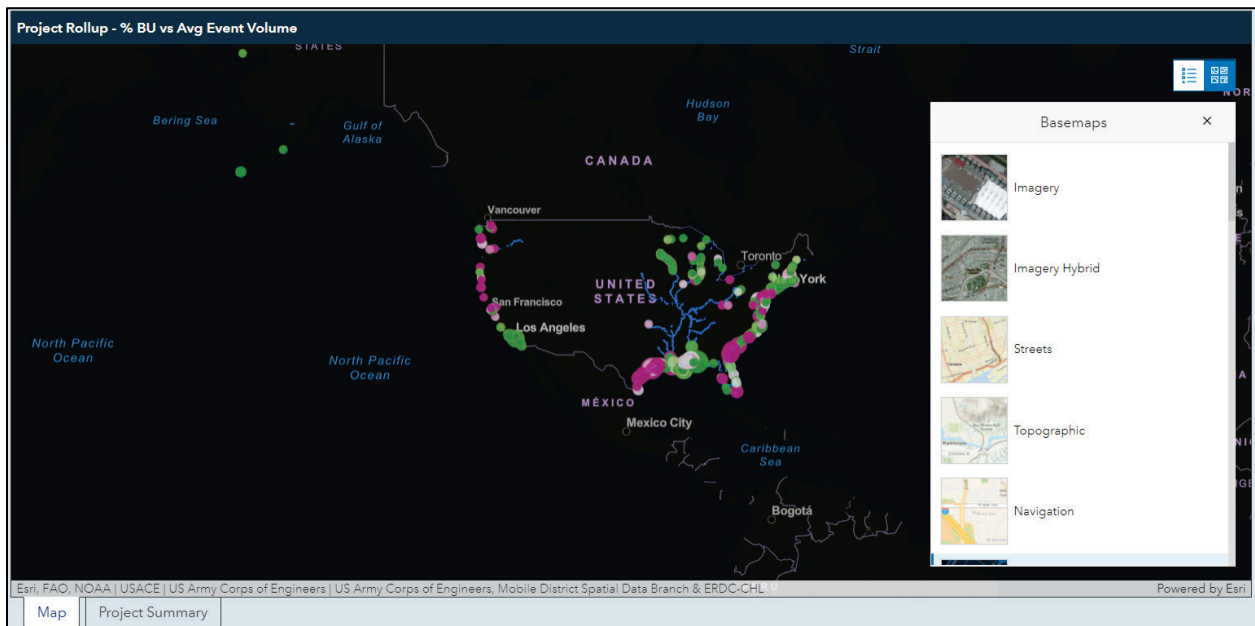 Project Rollup - % BU vs Avg Event Volume
STATES
Strait
Bering Sea
Gulf of
Alaska
Hudson
Bay
CANADA
Vancouver
Toronto
York
UNITED
STATES
San Francisco
Los Angeles
North Pacific
Ocean
North Pacific
Ocean
MÉXICO
Mexico City
Caribbean
Sea
Bogotá
NOR
Basemaps
Imagery
Imagery Hybrid
Streets
Topographic
Navigation
Esri, FAO, NOAA | USACE | US Army Corps of Engineers | US Army Corps of Engineers, Mobile District Spatial Data Branch & ERDC-CHL
Powered by Esri
Map
Project Summary